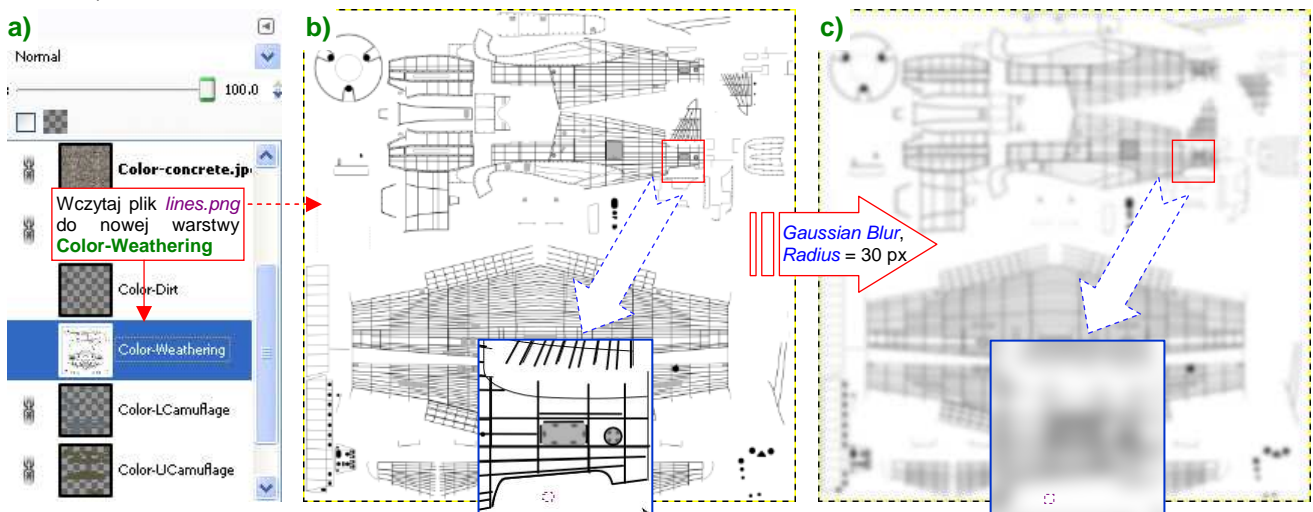 a)
Normal
100.0
Color-concrete.jp
Wczytaj plik lines.png
do nowej warstwy
Color-Weathering
Color-Dirt
Color-Weathering
Color-LCamuflage
Color-UCamuflage
b)
Gaussian Blur,
Radius = 30 px
c)